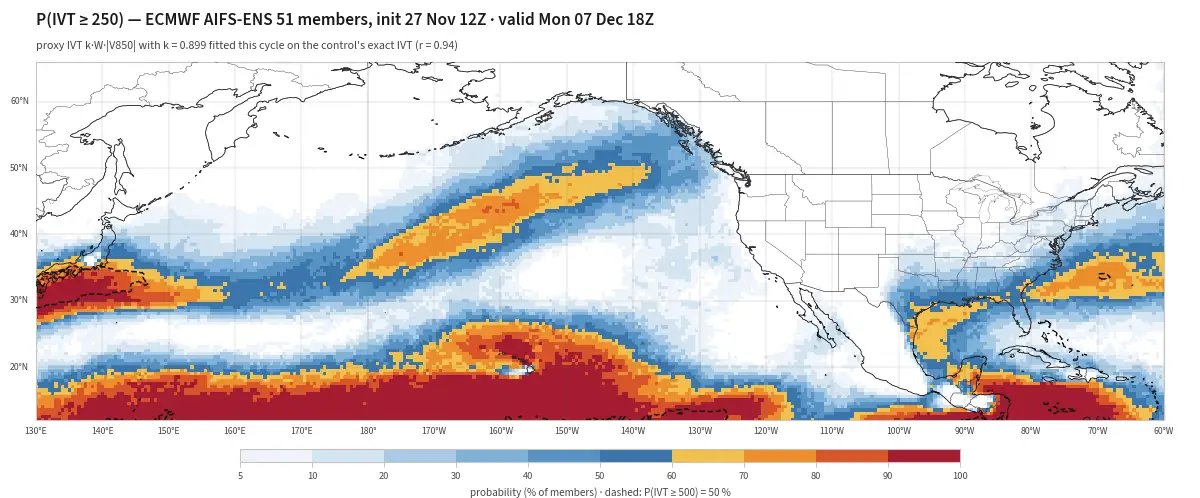 P(IVT ≥ 250) — ECMWF AIFS-ENS 51 members, init 27 Nov 12Z · valid Mon 07 Dec 18Z
proxy IVT k·W·|V850| with k = 0.899 fitted this cycle on the control's exact IVT (r = 0.94)
60°N
50°N
40°N
30°N
20°N
130°E 140°E 150°E 160°E 170°E 180° 170°W 160°W 150°W 140°W 130°W 120°W 110°W 100°W 90°W 80°W 70°W 60°W
5 10 20 30 40 50 60 70 80 90 100
probability (% of members) · dashed: P(IVT ≥ 500) = 50 %